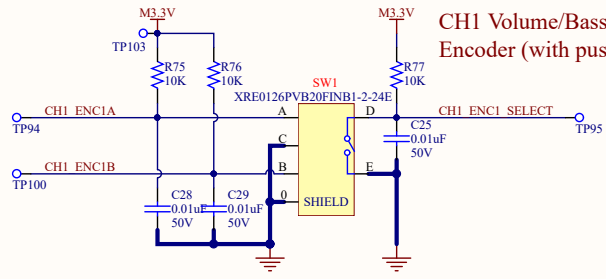 M3.3V
M3.3V
CH1 Volume/Bass
Encoder (with pus
TP103
R75
10K
R76
10K
R77
10K
SW1
XRE0126PVB20FINB1-2-24E
TP94
CH1_ENC1A
A
D
CH1_ENC1_SELECT
TP95
C
C25
0.01uF
50V
TP100
CH1_ENC1B
B
E
C28
0.01uF
50V
C29
0.01uF
50V
0
SHIELD